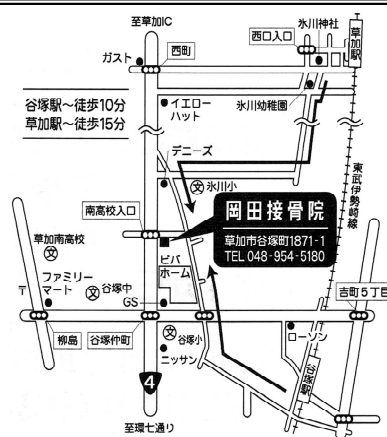 至草加IC
氷川神社
西口入口
草加駅
ガスト
西町
谷塚駅～徒歩10分
草加駅～徒歩15分
イエロー
ハット
氷川幼稚園
デニーズ
東武伊勢崎線
文
氷川小
岡田接骨院
草加市谷塚町1871-1
TEL 048-954-5180
南高校入口
草加南高校
文
ビバ
ホーム
ファミリー
マート
文
谷塚中
GS
〒
吉町5丁目
柳島
谷塚仲町
文
谷塚小
ニッサン
ローソン
谷塚駅
4
至環七通り